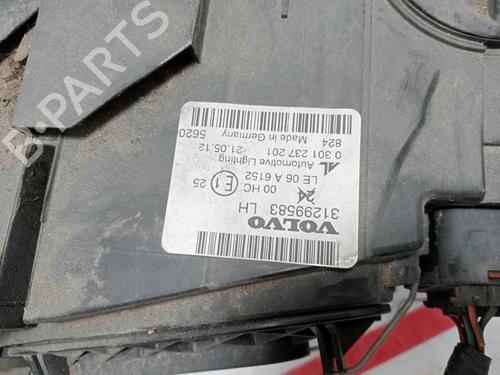 B-PARTS
VOLVO
31299583 LH
24
00 HC E1 25
LE 06 A 6152
Automotive Lighting
0 301 237 201 21.05.12
824 Made in Germany 5620